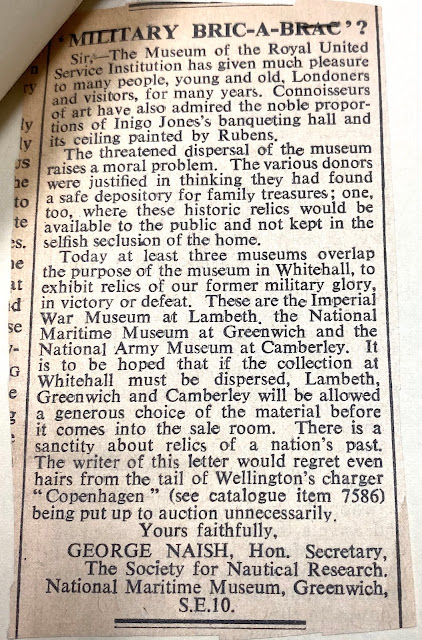 'MILITARY BRIC-A-BRAC'?
Sir,—The Museum of the Royal United
Service Institution has given much pleasure
to many people, young and old, Londoners
and visitors, for many years. Connoisseurs
of art have also admired the noble propor-
tions of Inigo Jones's banqueting hall and
its ceiling painted by Rubens.
The threatened dispersal of the museum
raises a moral problem. The various donors
were justified in thinking they had found
a safe depository for family treasures; one,
too, where these historic relics would be
available to the public and not kept in the
selfish seclusion of the home.
Today at least three museums overlap
the purpose of the museum in Whitehall, to
exhibit relics of our former military glory,
in victory or defeat. These are the Imperial
War Museum at Lambeth, the National
Maritime Museum at Greenwich and the
National Army Museum at Camberley. It
is to be hoped that if the collection at
Whitehall must be dispersed, Lambeth,
Greenwich and Camberley will be allowed
a generous choice of the material before
it comes into the sale room. There is a
sanctity about relics of a nation's past.
The writer of this letter would regret even
hairs from the tail of Wellington's charger
"Copenhagen" (see catalogue item 7586)
being put up to auction unnecessarily.
Yours faithfully,
GEORGE NAISH, Hon. Secretary,
The Society for Nautical Research.
National Maritime Museum, Greenwich,
S.E.10.